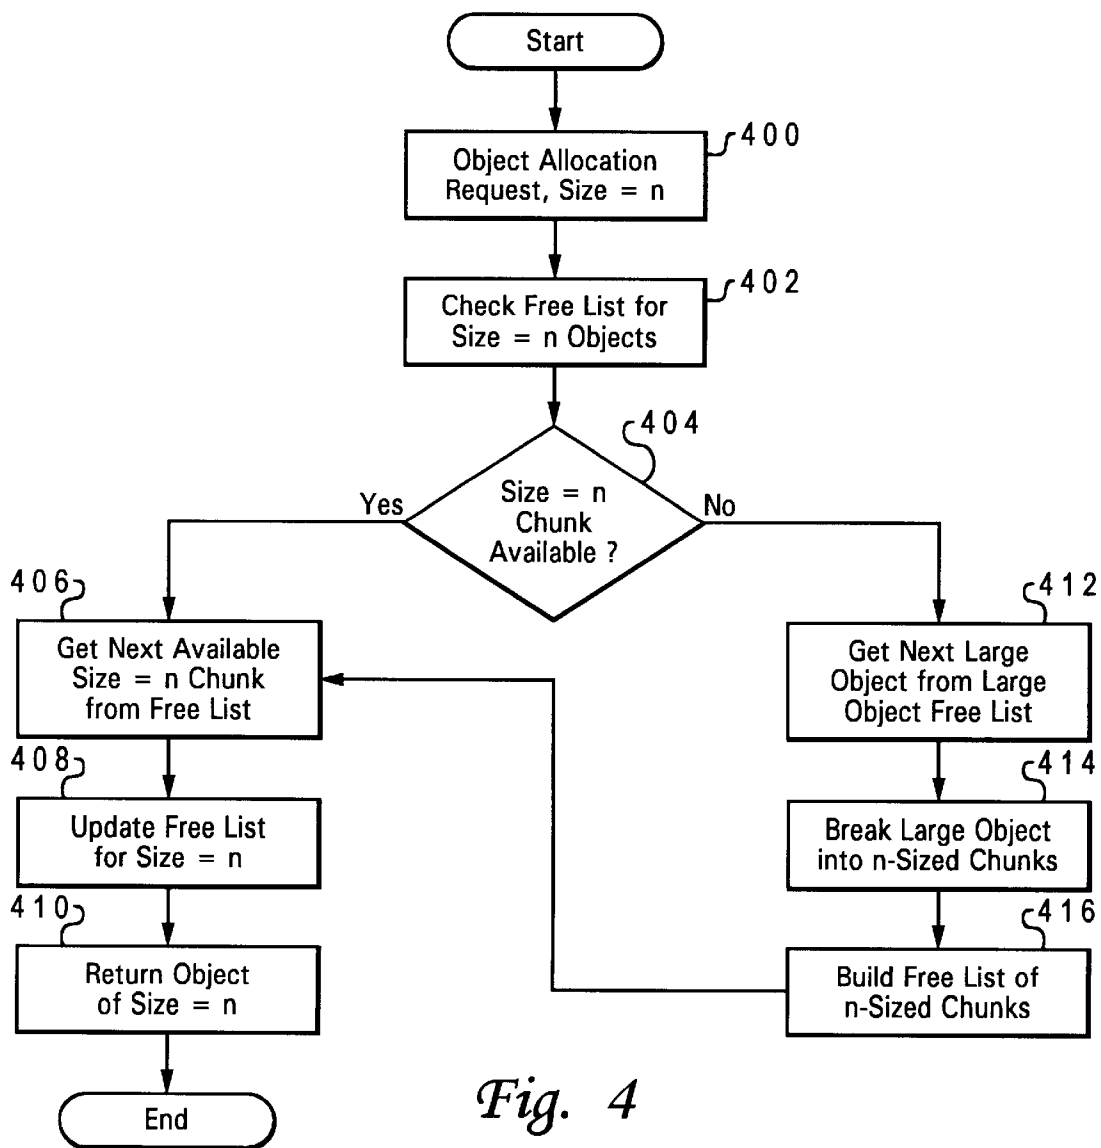 Start
400
Object Allocation
Request, Size = n
402
Check Free List for
Size = n Objects
404
Size = n
Chunk
Available ?
Yes
No
406
Get Next Available
Size = n Chunk
from Free List
408
Update Free List
for Size = n
410
Return Object
of Size = n
End
412
Get Next Large
Object from Large
Object Free List
414
Break Large Object
into n-Sized Chunks
416
Build Free List of
n-Sized Chunks
Fig. 4